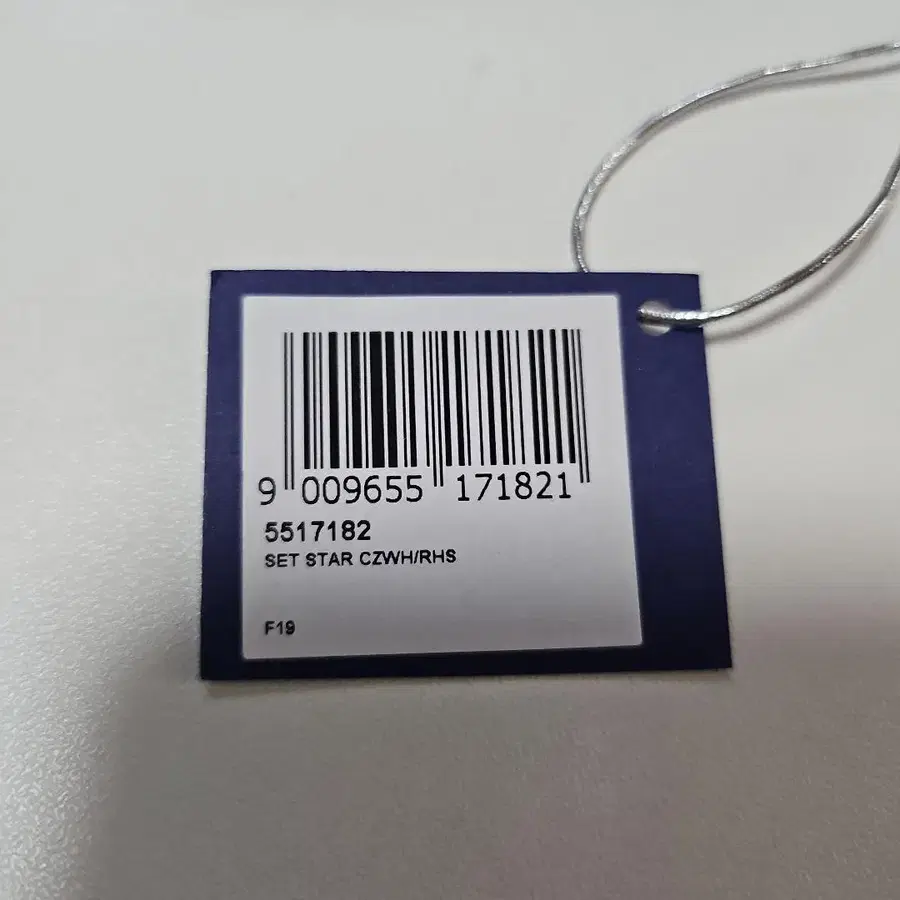 9 009655 171821
5517182
SET STAR CZWH/RHS
F19